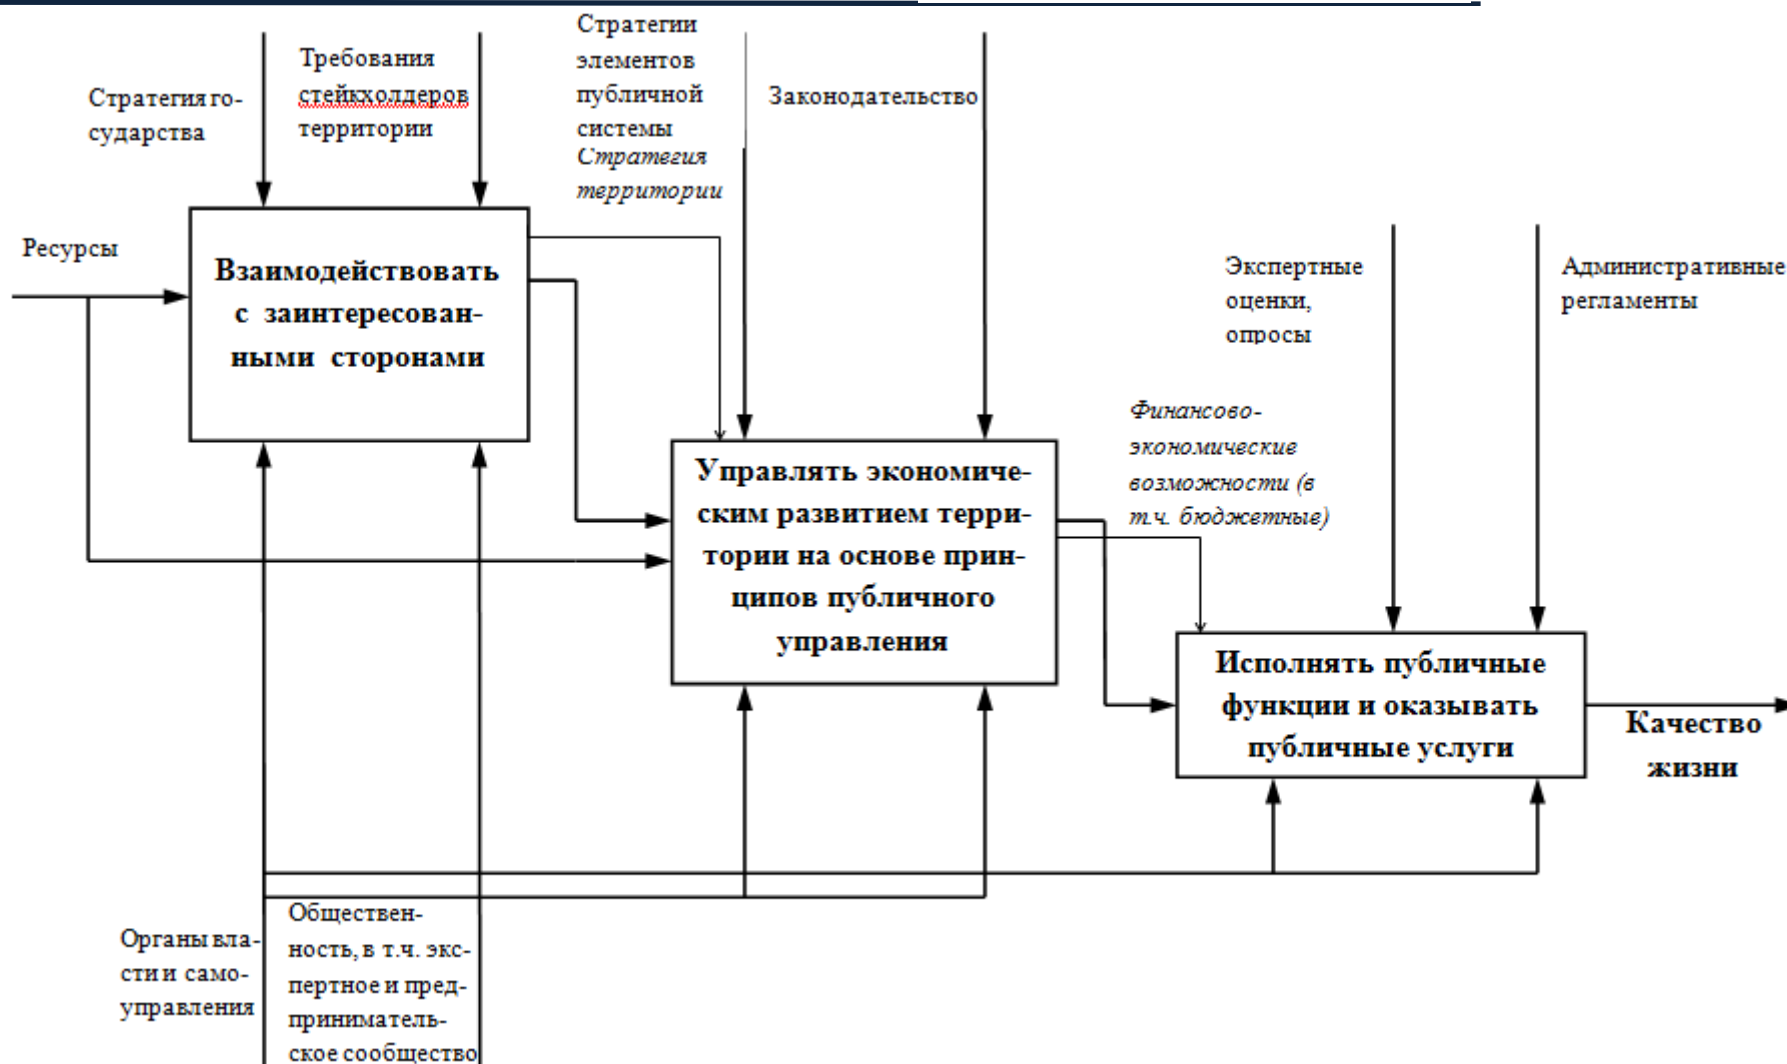 Стратегия го-
сударства
Требования
стейкхолдеров
территории
Стратегии
элементов
публичной
системы
Стратегия
территории
Законодательство
Ресурсы
Взаимодействовать
с заинтересован-
ными сторонами
Экспертные
оценки,
опросы
Административные
регламенты
Финансово-
экономические
возможности (в
т.ч. бюджетные)
Управлять экономиче-
ским развитием терри-
тории на основе прин-
ципов публичного
управления
Исполнять публичные
функции и оказывать
публичные услуги
Качество
жизни
Органы вла-
сти и само-
управления
Обществен-
ность, в т.ч. экс-
пертное и пред-
приниматель-
ское сообщество